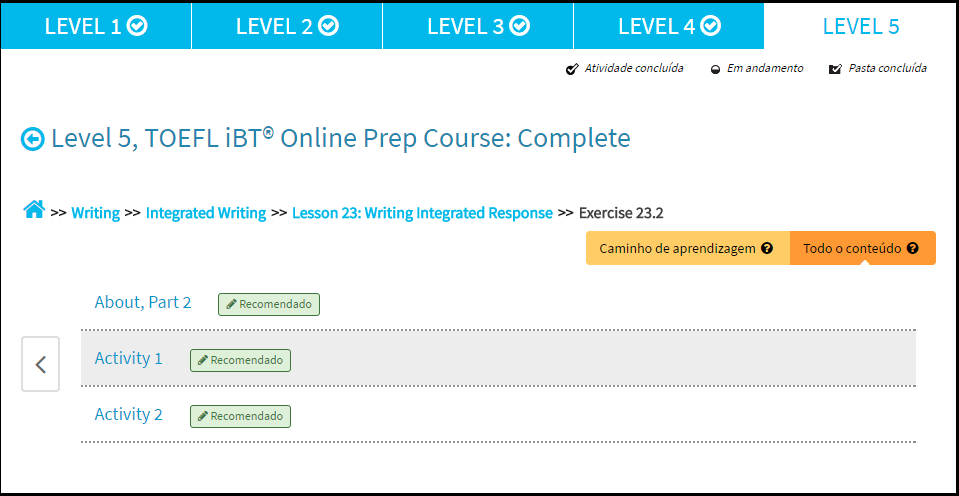 LEVEL 1 LEVEL 2 LEVEL 3 LEVEL 4 LEVEL 5
Atividade concluída Em andamento Pasta concluída
Level 5, TOEFL iBT® Online Prep Course: Complete
>> Writing >> Integrated Writing >> Lesson 23: Writing Integrated Response >> Exercise 23.2
Caminho de aprendizagem Todo o conteúdo
About, Part 2 Recomendado
Activity 1 Recomendado
Activity 2 Recomendado